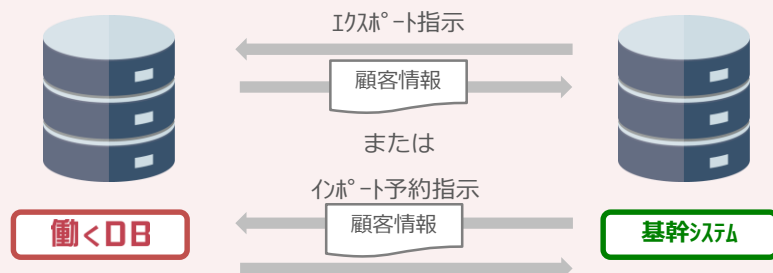 ｴｸｽﾎﾟｰﾄ指示
顧客情報
または
ｲﾝﾎﾟｰﾄ予約指示
顧客情報
働くDB
基幹ｼｽﾃﾑ